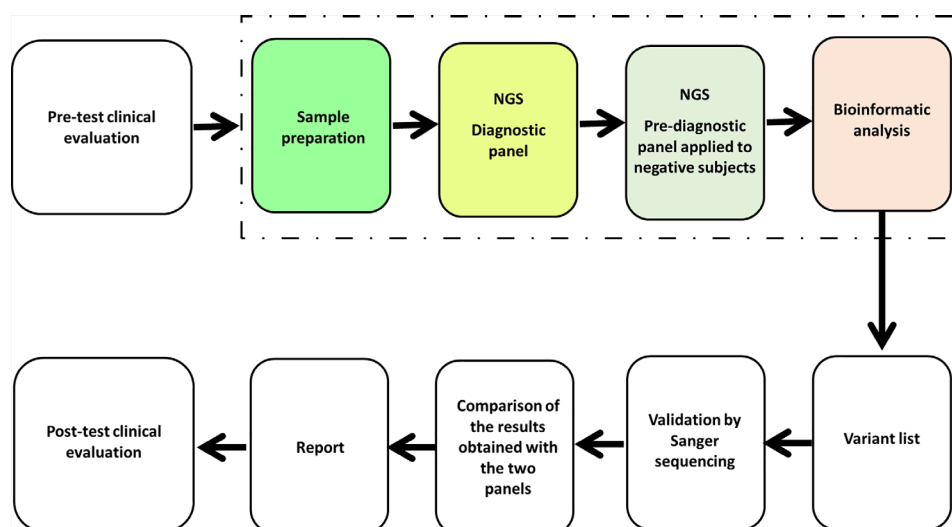 Pre-test clinical
evaluation
Sample
preparation
NGS
Diagnostic
panel
NGS
Pre-diagnostic
panel applied to
negative subjects
Bioinformatic
analysis
Post-test clinical
evaluation
Report
Comparison of
the results
obtained with
the two
panels
Validation by
Sanger
sequencing
Variant list